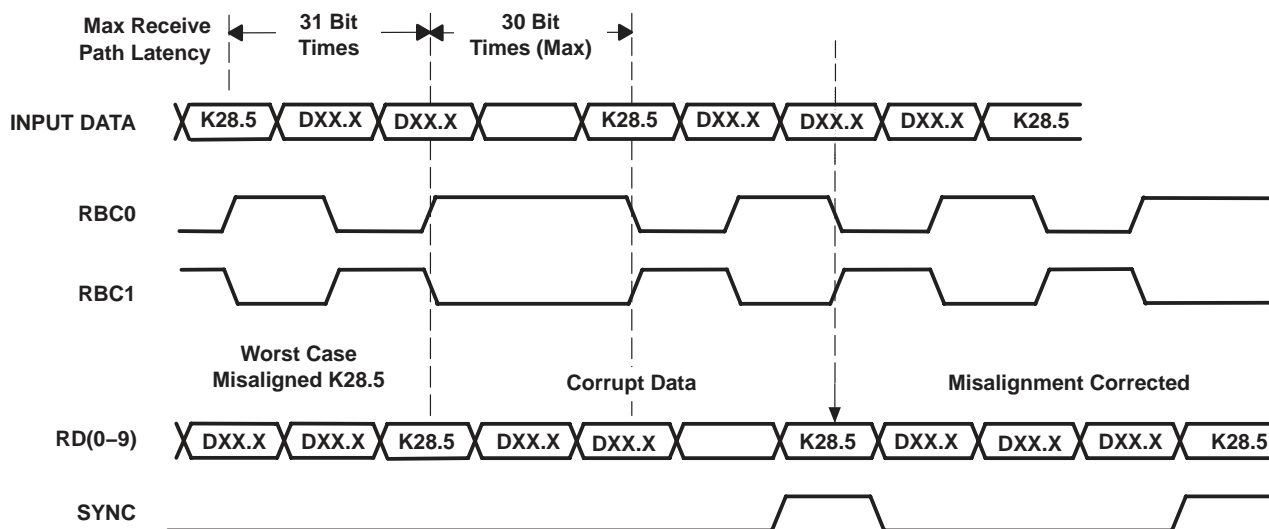 Max Receive
Path Latency
31 Bit
Times
30 Bit
Times (Max)
INPUT DATA
K28.5 DXX.X DXX.X K28.5 DXX.X DXX.X DXX.X K28.5
RBC0
RBC1
Worst Case
Misaligned K28.5
Corrupt Data
Misalignment Corrected
RD(0–9)
DXX.X DXX.X K28.5 DXX.X DXX.X K28.5 DXX.X DXX.X DXX.X K28.5
SYNC